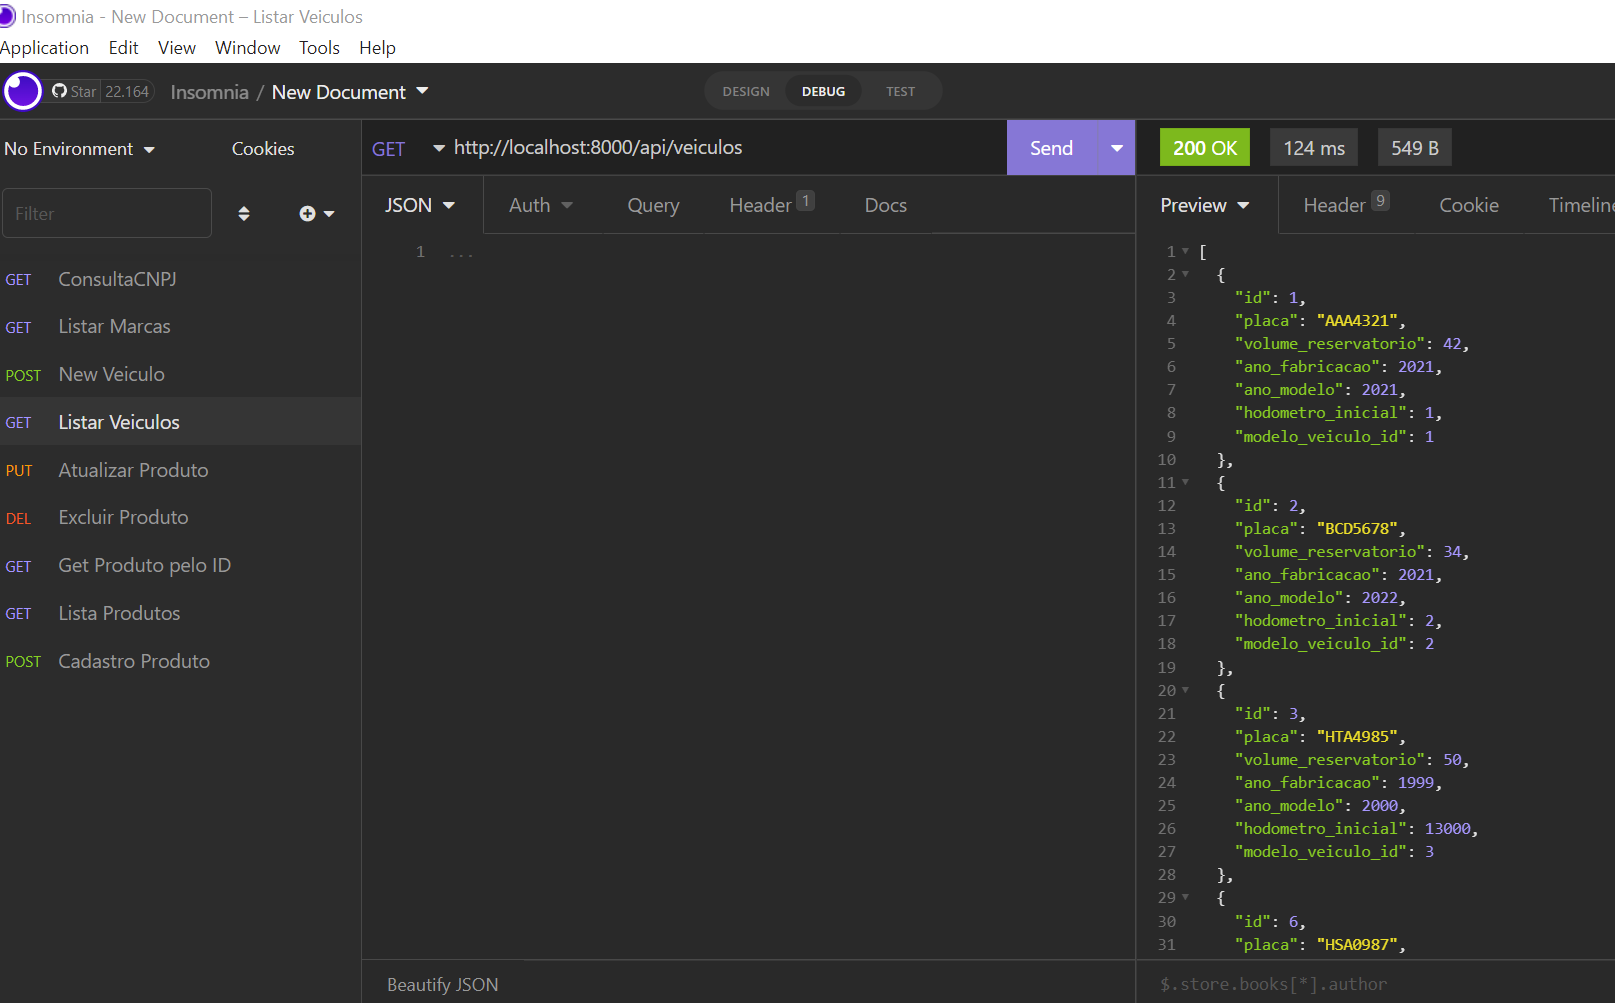 Insomnia - New Document – Listar Veiculos
Application Edit View Window Tools Help
Star 22.164 Insomnia / New Document DESIGN DEBUG TEST
No Environment Cookies
Filter
GET ConsultaCNPJ
GET Listar Marcas
POST New Veiculo
GET Listar Veiculos
PUT Atualizar Produto
DEL Excluir Produto
GET Get Produto pelo ID
GET Lista Produtos
POST Cadastro Produto
GET http://localhost:8000/api/veiculos Send
JSON Auth Query Header 1 Docs
1 ...
Beautify JSON
200 OK 124 ms 549 B
Preview Header 9 Cookie Timeline
1 [
2 {
3 "id": 1,
4 "placa": "AAA4321",
5 "volume_reservatorio": 42,
6 "ano_fabricacao": 2021,
7 "ano_modelo": 2021,
8 "hodometro_inicial": 1,
9 "modelo_veiculo_id": 1
10 },
11 {
12 "id": 2,
13 "placa": "BCD5678",
14 "volume_reservatorio": 34,
15 "ano_fabricacao": 2021,
16 "ano_modelo": 2022,
17 "hodometro_inicial": 2,
18 "modelo_veiculo_id": 2
19 },
20 {
21 "id": 3,
22 "placa": "HTA4985",
23 "volume_reservatorio": 50,
24 "ano_fabricacao": 1999,
25 "ano_modelo": 2000,
26 "hodometro_inicial": 13000,
27 "modelo_veiculo_id": 3
28 },
29 {
30 "id": 6,
31 "placa": "HSA0987",
$.store.books[*].author